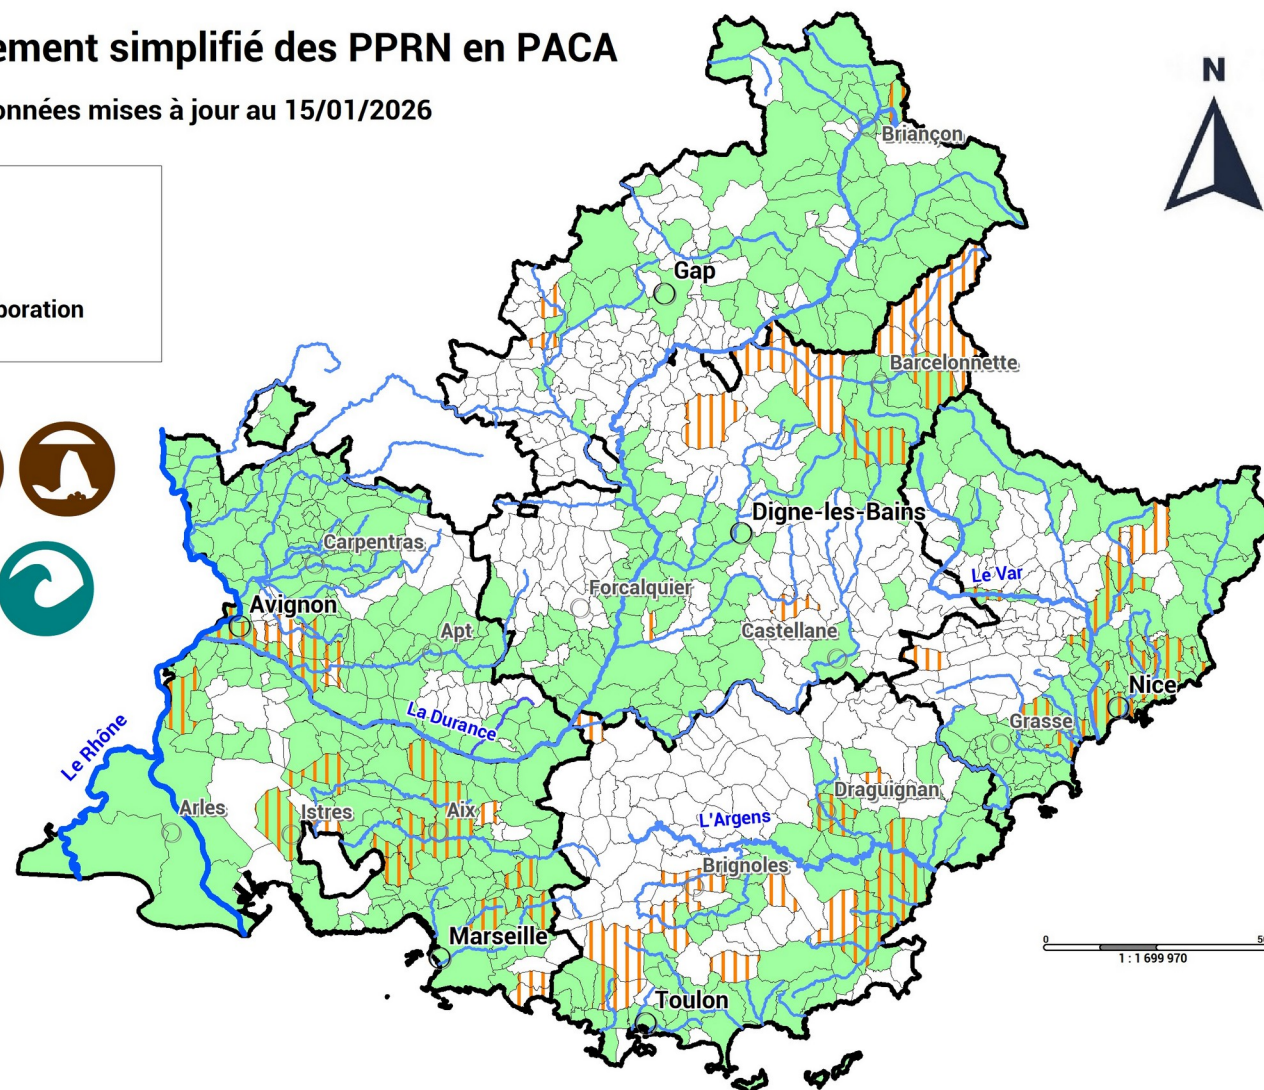 ement simplifié des PPRN en PACA
onnées mises à jour au 15/01/2026
N
Briançon
Gap
poration
Barcelonnette
Digne-les-Bains
Carpentras
Le Var
Forcalquier
Avignon
Apt
Castellane
Nice
La Durance
Grasse
Le Rhône
Draguignan
Arles
Istres
Aix
L'Argens
Brignoles
Marseille
0
5
1 : 1 699 970
Toulon